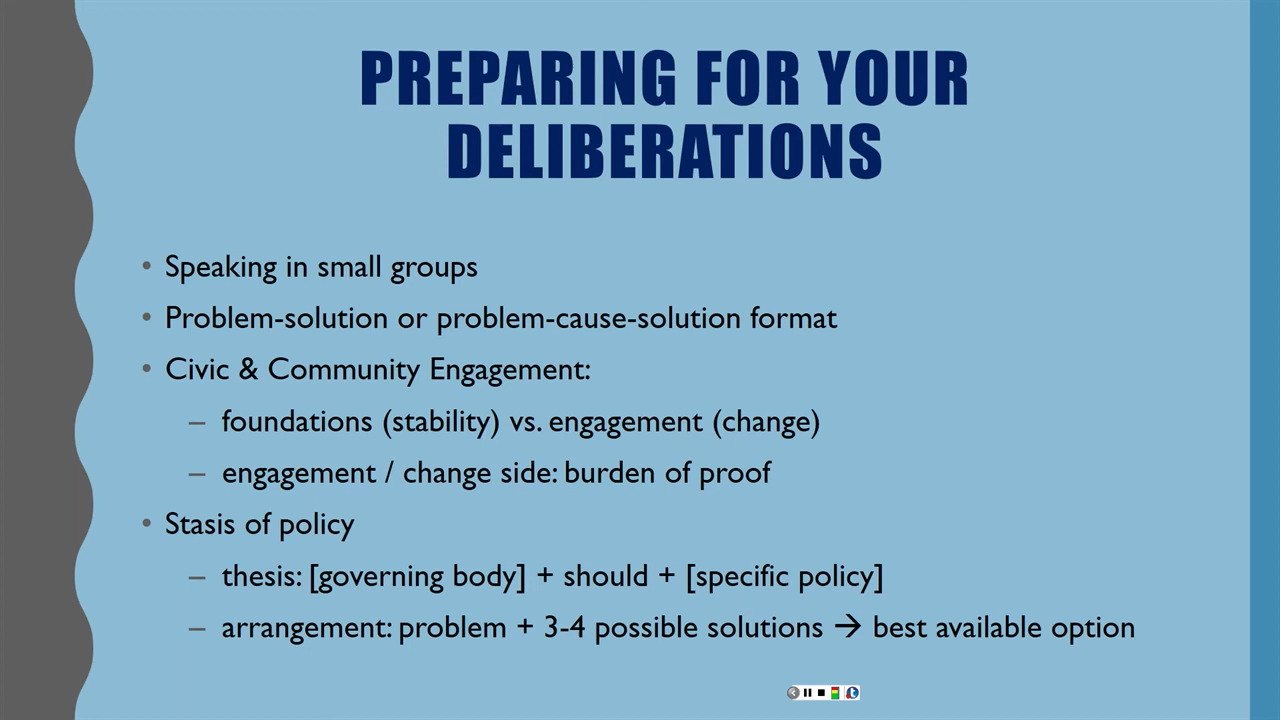 PREPARING FOR YOUR
DELIBERATIONS
• Speaking in small groups
• Problem-solution or problem-cause-solution format
• Civic & Community Engagement:
– foundations (stability) vs. engagement (change)
– engagement / change side: burden of proof
• Stasis of policy
– thesis: [governing body] + should + [specific policy]
– arrangement: problem + 3-4 possible solutions → best available option